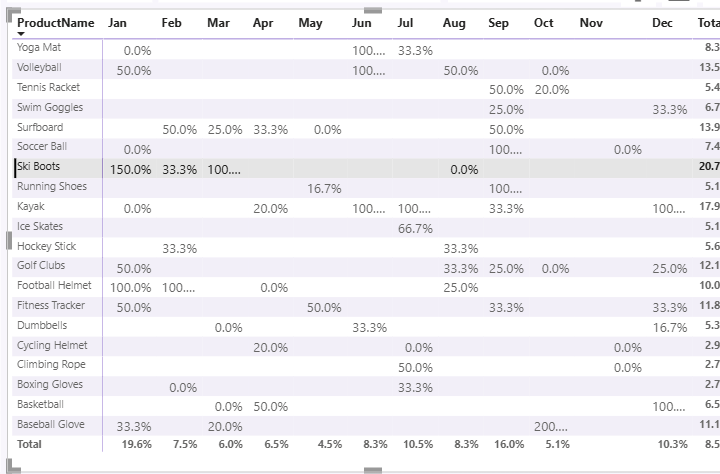 ProductName Jan Feb Mar Apr May Jun Jul Aug Sep Oct Nov Dec Tota
Yoga Mat 0.0% 100.... 33.3% 8.3
Volleyball 50.0% 100.... 50.0% 0.0% 13.5
Tennis Racket 50.0% 20.0% 5.4
Swim Goggles 25.0% 33.3% 6.7
Surfboard 50.0% 25.0% 33.3% 0.0% 50.0% 13.9
Soccer Ball 0.0% 100.... 0.0% 7.4
Ski Boots 150.0% 33.3% 100.... 0.0% 20.7
Running Shoes 16.7% 100.... 5.1
Kayak 0.0% 20.0% 100.... 100.... 33.3% 100.... 17.9
Ice Skates 66.7% 5.1
Hockey Stick 33.3% 33.3% 5.6
Golf Clubs 50.0% 33.3% 25.0% 0.0% 25.0% 12.1
Football Helmet 100.0% 100.... 0.0% 25.0% 10.0
Fitness Tracker 50.0% 50.0% 33.3% 33.3% 11.8
Dumbbells 0.0% 33.3% 16.7% 5.3
Cycling Helmet 20.0% 0.0% 0.0% 2.9
Climbing Rope 50.0% 0.0% 2.7
Boxing Gloves 0.0% 33.3% 2.7
Basketball 0.0% 50.0% 100.... 6.5
Baseball Glove 33.3% 20.0% 200.... 11.1
Total 19.6% 7.5% 6.0% 6.5% 4.5% 8.3% 10.5% 8.3% 16.0% 5.1% 10.3% 8.5